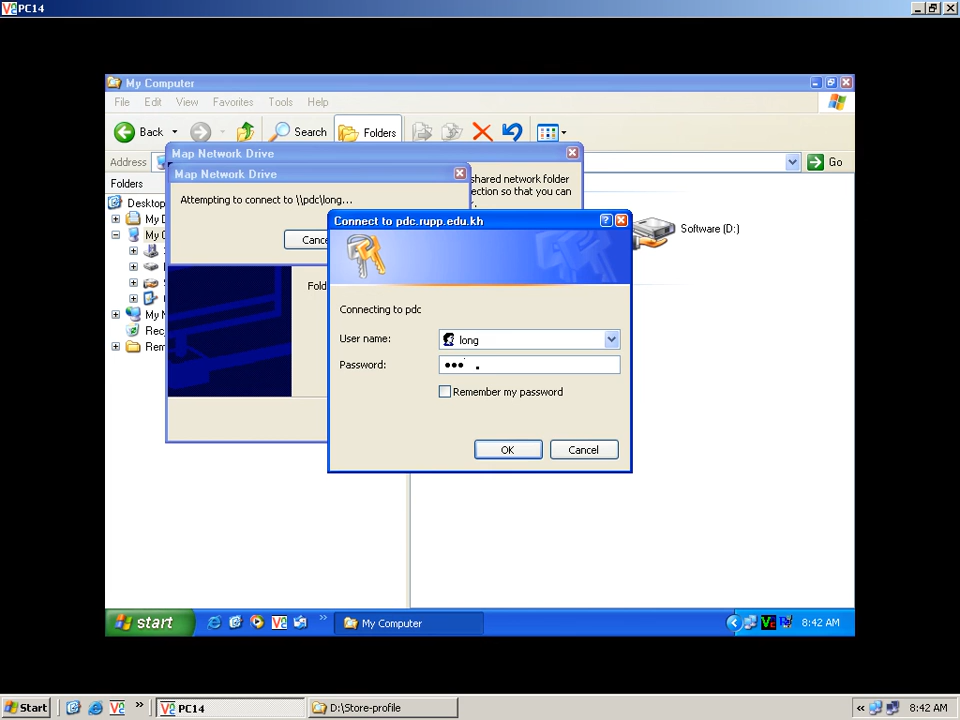 PC14
My Computer
File Edit View Favorites Tools Help
Back Search Folders
Address Go
Folders
Map Network Drive
shared network folder
ection so that you can
Map Network Drive
Attempting to connect to \\pdc\long...
Desktop
My
My
Fold
Software (D:)
Connect to pdc.rupp.edu.kh
Connecting to pdc
User name: long
Password: •••
Remember my password
OK Cancel
start My Computer 8:42 AM
Start PC14 D:\Store-profile 8:42 AM